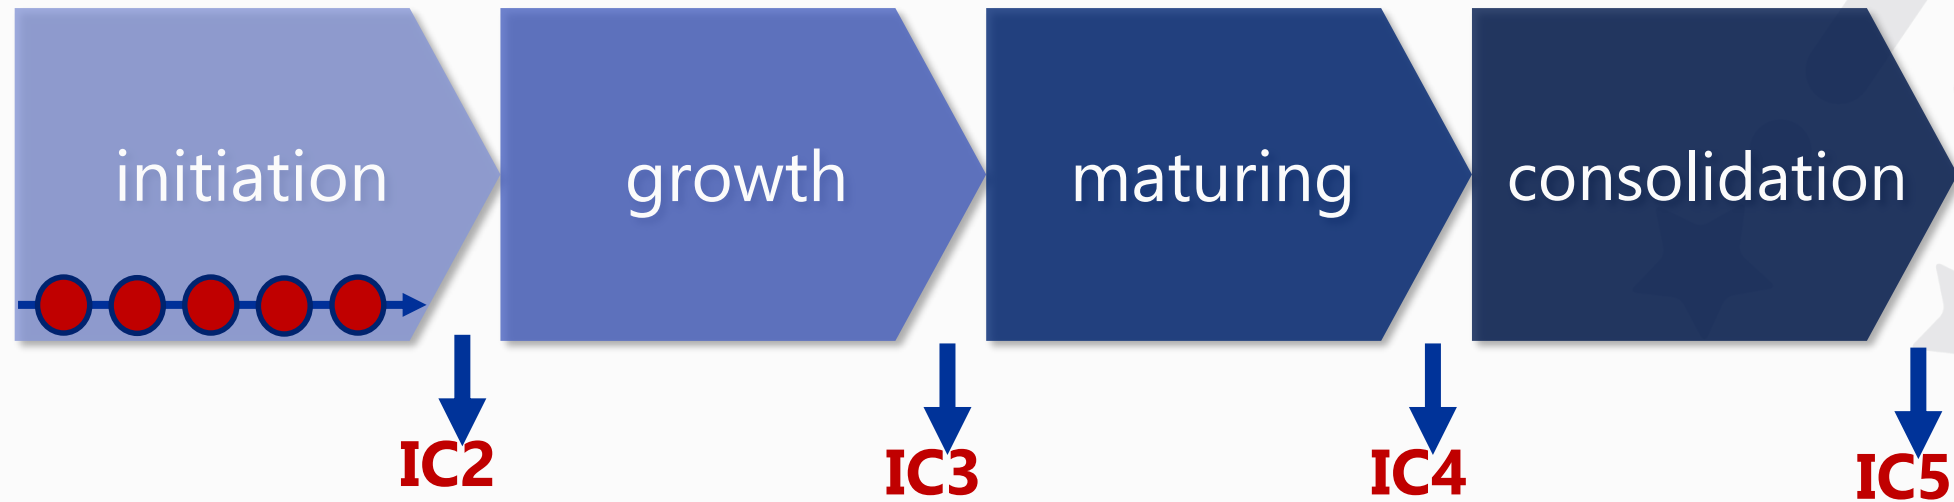 initiation
growth
maturing
consolidation
IC2
IC3
IC4
IC5